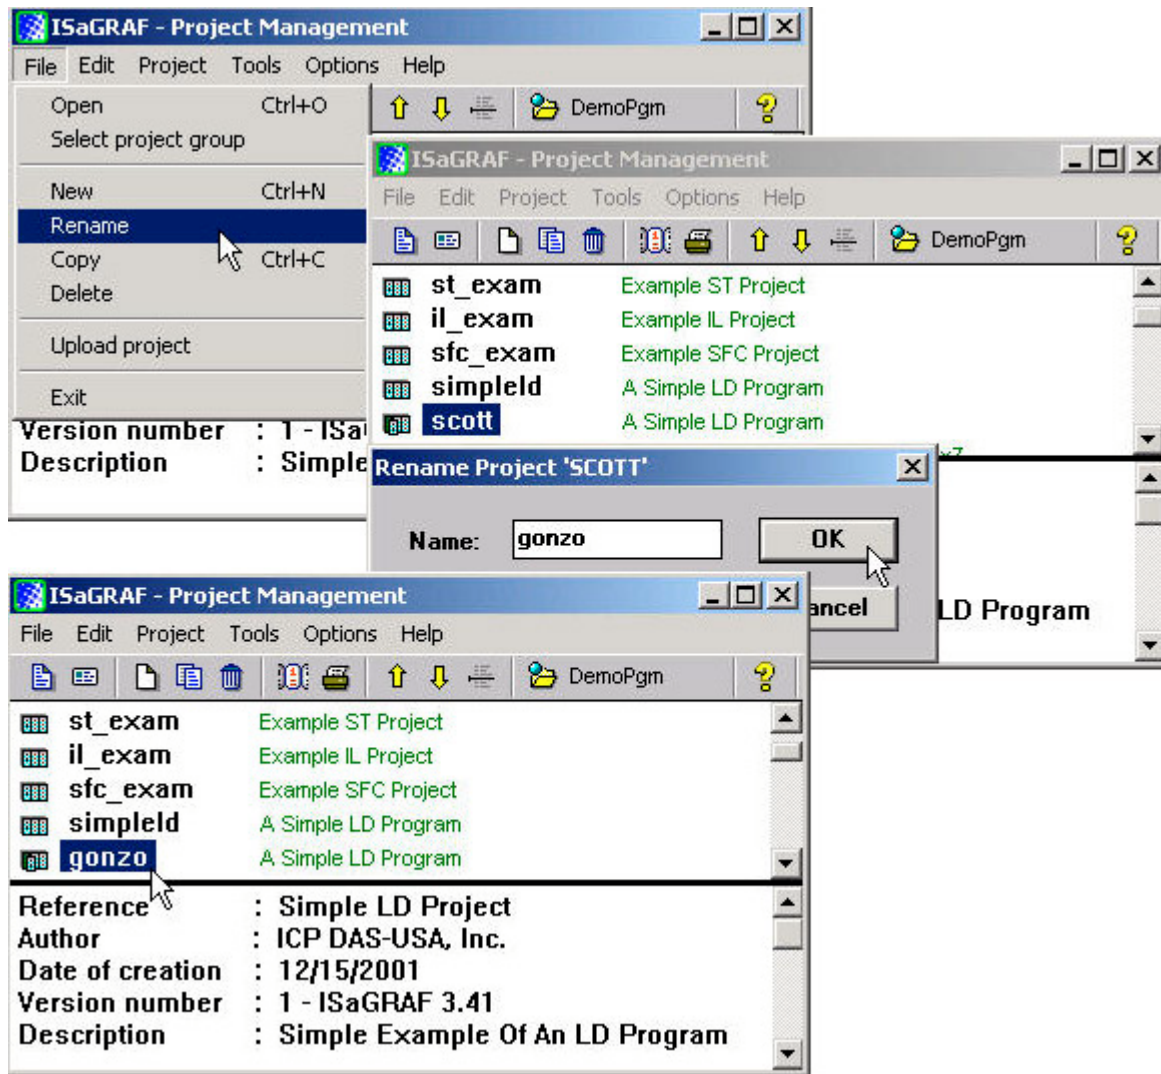 ISaGRAF - Project Management
File Edit Project Tools Options Help
Open Ctrl+O
Select project group
New Ctrl+N
Rename
Copy Ctrl+C
Delete
Upload project
Exit
DemoPgm
Version number : 1 - ISa
Description : Simple
ISaGRAF - Project Management
File Edit Project Tools Options Help
DemoPgm
st_exam Example ST Project
il_exam Example IL Project
sfc_exam Example SFC Project
simpleld A Simple LD Program
scott A Simple LD Program
LD Program
Rename Project 'SCOTT'
Name: gonzo OK
ancel
ISaGRAF - Project Management
File Edit Project Tools Options Help
DemoPgm
st_exam Example ST Project
il_exam Example IL Project
sfc_exam Example SFC Project
simpleld A Simple LD Program
gonzo A Simple LD Program
Reference : Simple LD Project
Author : ICP DAS-USA, Inc.
Date of creation : 12/15/2001
Version number : 1 - ISaGRAF 3.41
Description : Simple Example Of An LD Program